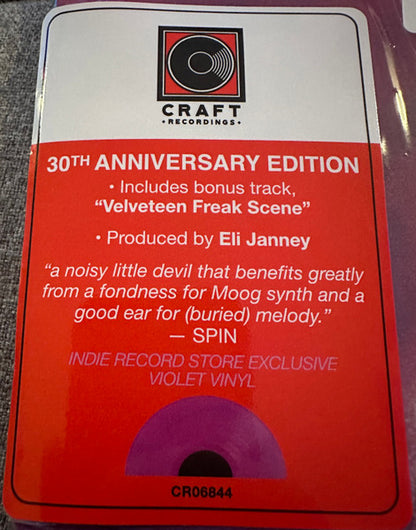 CRAFT
• RECORDINGS •
30TH ANNIVERSARY EDITION
• Includes bonus track,
“Velveteen Freak Scene”
• Produced by Eli Janney
“a noisy little devil that benefits greatly
from a fondness for Moog synth and a
good ear for (buried) melody.”
— SPIN
INDIE RECORD STORE EXCLUSIVE
VIOLET VINYL
CR06844